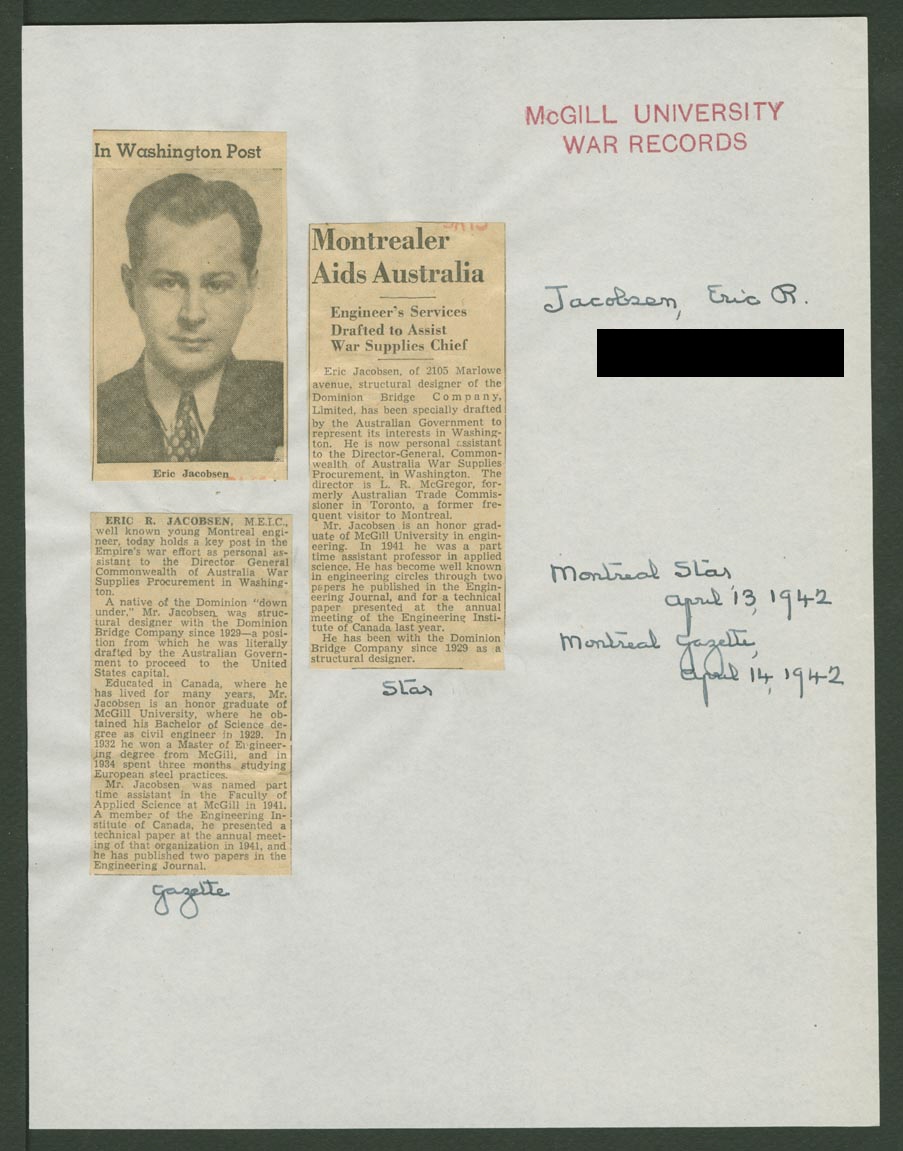 McGILL UNIVERSITY
WAR RECORDS
In Washington Post
Eric Jacobsen
ERIC R. JACOBSEN, M.E.I.C.,
well known young Montreal engi-
neer, today holds a key post in the
Empire's war effort as personal as-
sistant to the Director General
Commonwealth of Australia War
Supplies Procurement in Washing-
ton.
A native of the Dominion "down
under," Mr. Jacobsen was struc-
tural designer with the Dominion
Bridge Company since 1929—a posi-
tion from which he was literally
drafted by the Australian Govern-
ment to proceed to the United
States capital.
Educated in Canada, where he
has lived for many years, Mr.
Jacobsen is an honor graduate of
McGill University, where he ob-
tained his Bachelor of Science de-
gree as civil engineer in 1929. In
1932 he won a Master of Engineer-
ing degree from McGill, and in
1934 spent three months studying
European steel practices.
Mr. Jacobsen was named part
time assistant in the Faculty of
Applied Science at McGill in 1941.
A member of the Engineering In-
stitute of Canada, he presented a
technical paper at the annual meet-
ing of that organization in 1941, and
he has published two papers in the
Engineering Journal.
Gazette
Montrealer
Aids Australia
Engineer's Services
Drafted to Assist
War Supplies Chief
Eric Jacobsen, of 2105 Marlowe
avenue, structural designer of the
Dominion Bridge Company,
Limited, has been specially drafted
by the Australian Government to
represent its interests in Washing-
ton. He is now personal assistant
to the Director-General, Common-
wealth of Australia War Supplies
Procurement, in Washington. The
director is L. R. McGregor, for-
merly Australian Trade Commis-
sioner in Toronto, a former fre-
quent visitor to Montreal.
Mr. Jacobsen is an honor grad-
uate of McGill University in engin-
eering. In 1941 he was a part
time assistant professor in applied
science. He has become well known
in engineering circles through two
papers he published in the Engin-
eering Journal, and for a technical
paper presented at the annual
meeting of the Engineering Insti-
tute of Canada last year.
He has been with the Dominion
Bridge Company since 1929 as a
structural designer.
Star
Jacobsen, Eric R.
Montreal Star,
April 13, 1942
Montreal Gazette,
April 14, 1942